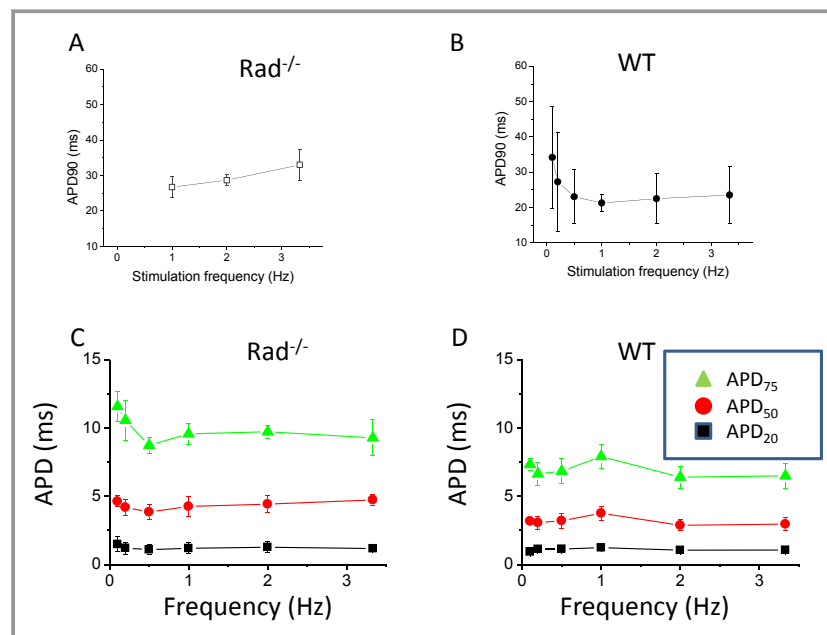 A
Rad⁻/⁻
60
50
40
30
20
10
APD90 (ms)
0 1 2 3
Stimulation frequency (Hz)
B
WT
60
50
40
30
20
10
APD90 (ms)
0 1 2 3
Stimulation frequency (Hz)
C
Rad⁻/⁻
15
10
5
0
APD (ms)
0 1 2 3
Frequency (Hz)
D
WT
15
10
5
0
0 1 2 3
Frequency (Hz)
APD₇₅
APD₅₀
APD₂₀